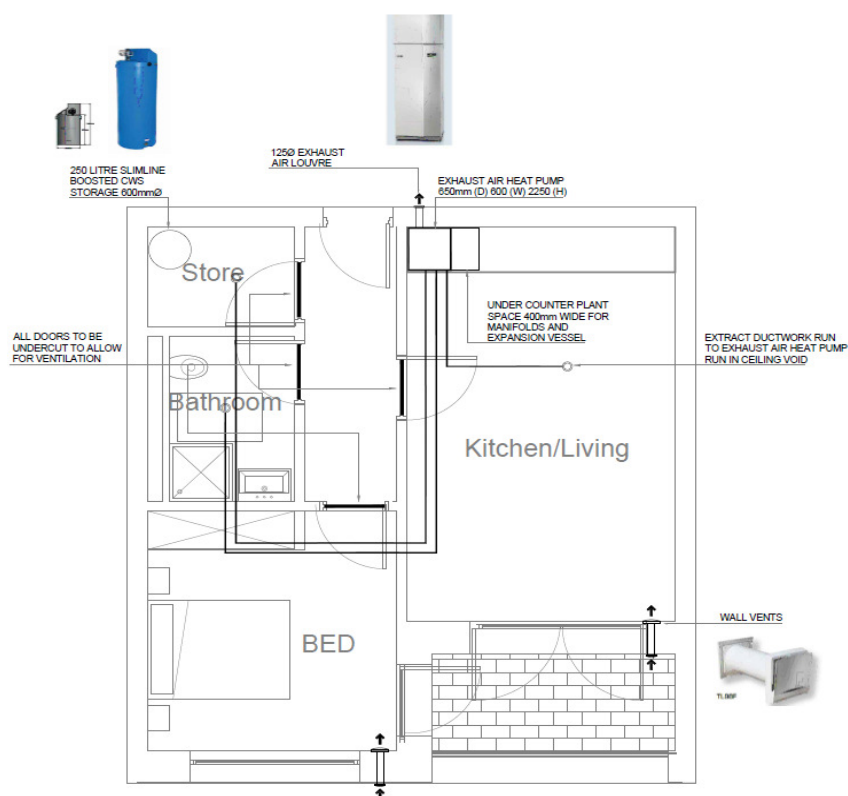 250 LITRE SLIMLINE
BOOSTED CWS
STORAGE 600mmØ
125Ø EXHAUST
AIR LOUVRE
EXHAUST AIR HEAT PUMP
650mm (D) 600 (W) 2250 (H)
Store
UNDER COUNTER PLANT
SPACE 400mm WIDE FOR
MANIFOLDS AND
EXPANSION VESSEL
ALL DOORS TO BE
UNDERCUT TO ALLOW
FOR VENTILATION
EXTRACT DUCTWORK RUN
TO EXHAUST AIR HEAT PUMP
RUN IN CEILING VOID
Bathroom
Kitchen/Living
BED
WALL VENTS